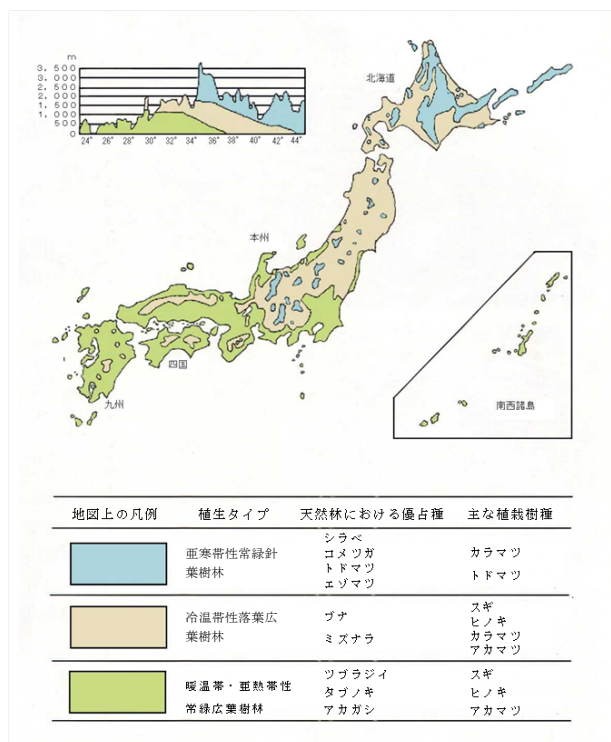 m
3. 500
3. 000
2. 500
2. 000
1. 500
1. 000
500
0
24° 26° 28° 30° 32° 34° 36° 38° 40° 42° 44°
北海道
本州
四国
九州
南西諸島
地図上の凡例 植生タイプ 天然林における優占種 主な植栽樹種
亜寒帯性常緑針
葉樹林
シラベ
コメツガ
トドマツ
エゾマツ
カラマツ
トドマツ
冷温帯性落葉広
葉樹林
ブナ
ミズナラ
スギ
ヒノキ
カラマツ
アカマツ
暖温帯・亜熱帯性
常緑広葉樹林
ツブラジイ
タブノキ
アカガシ
スギ
ヒノキ
アカマツ